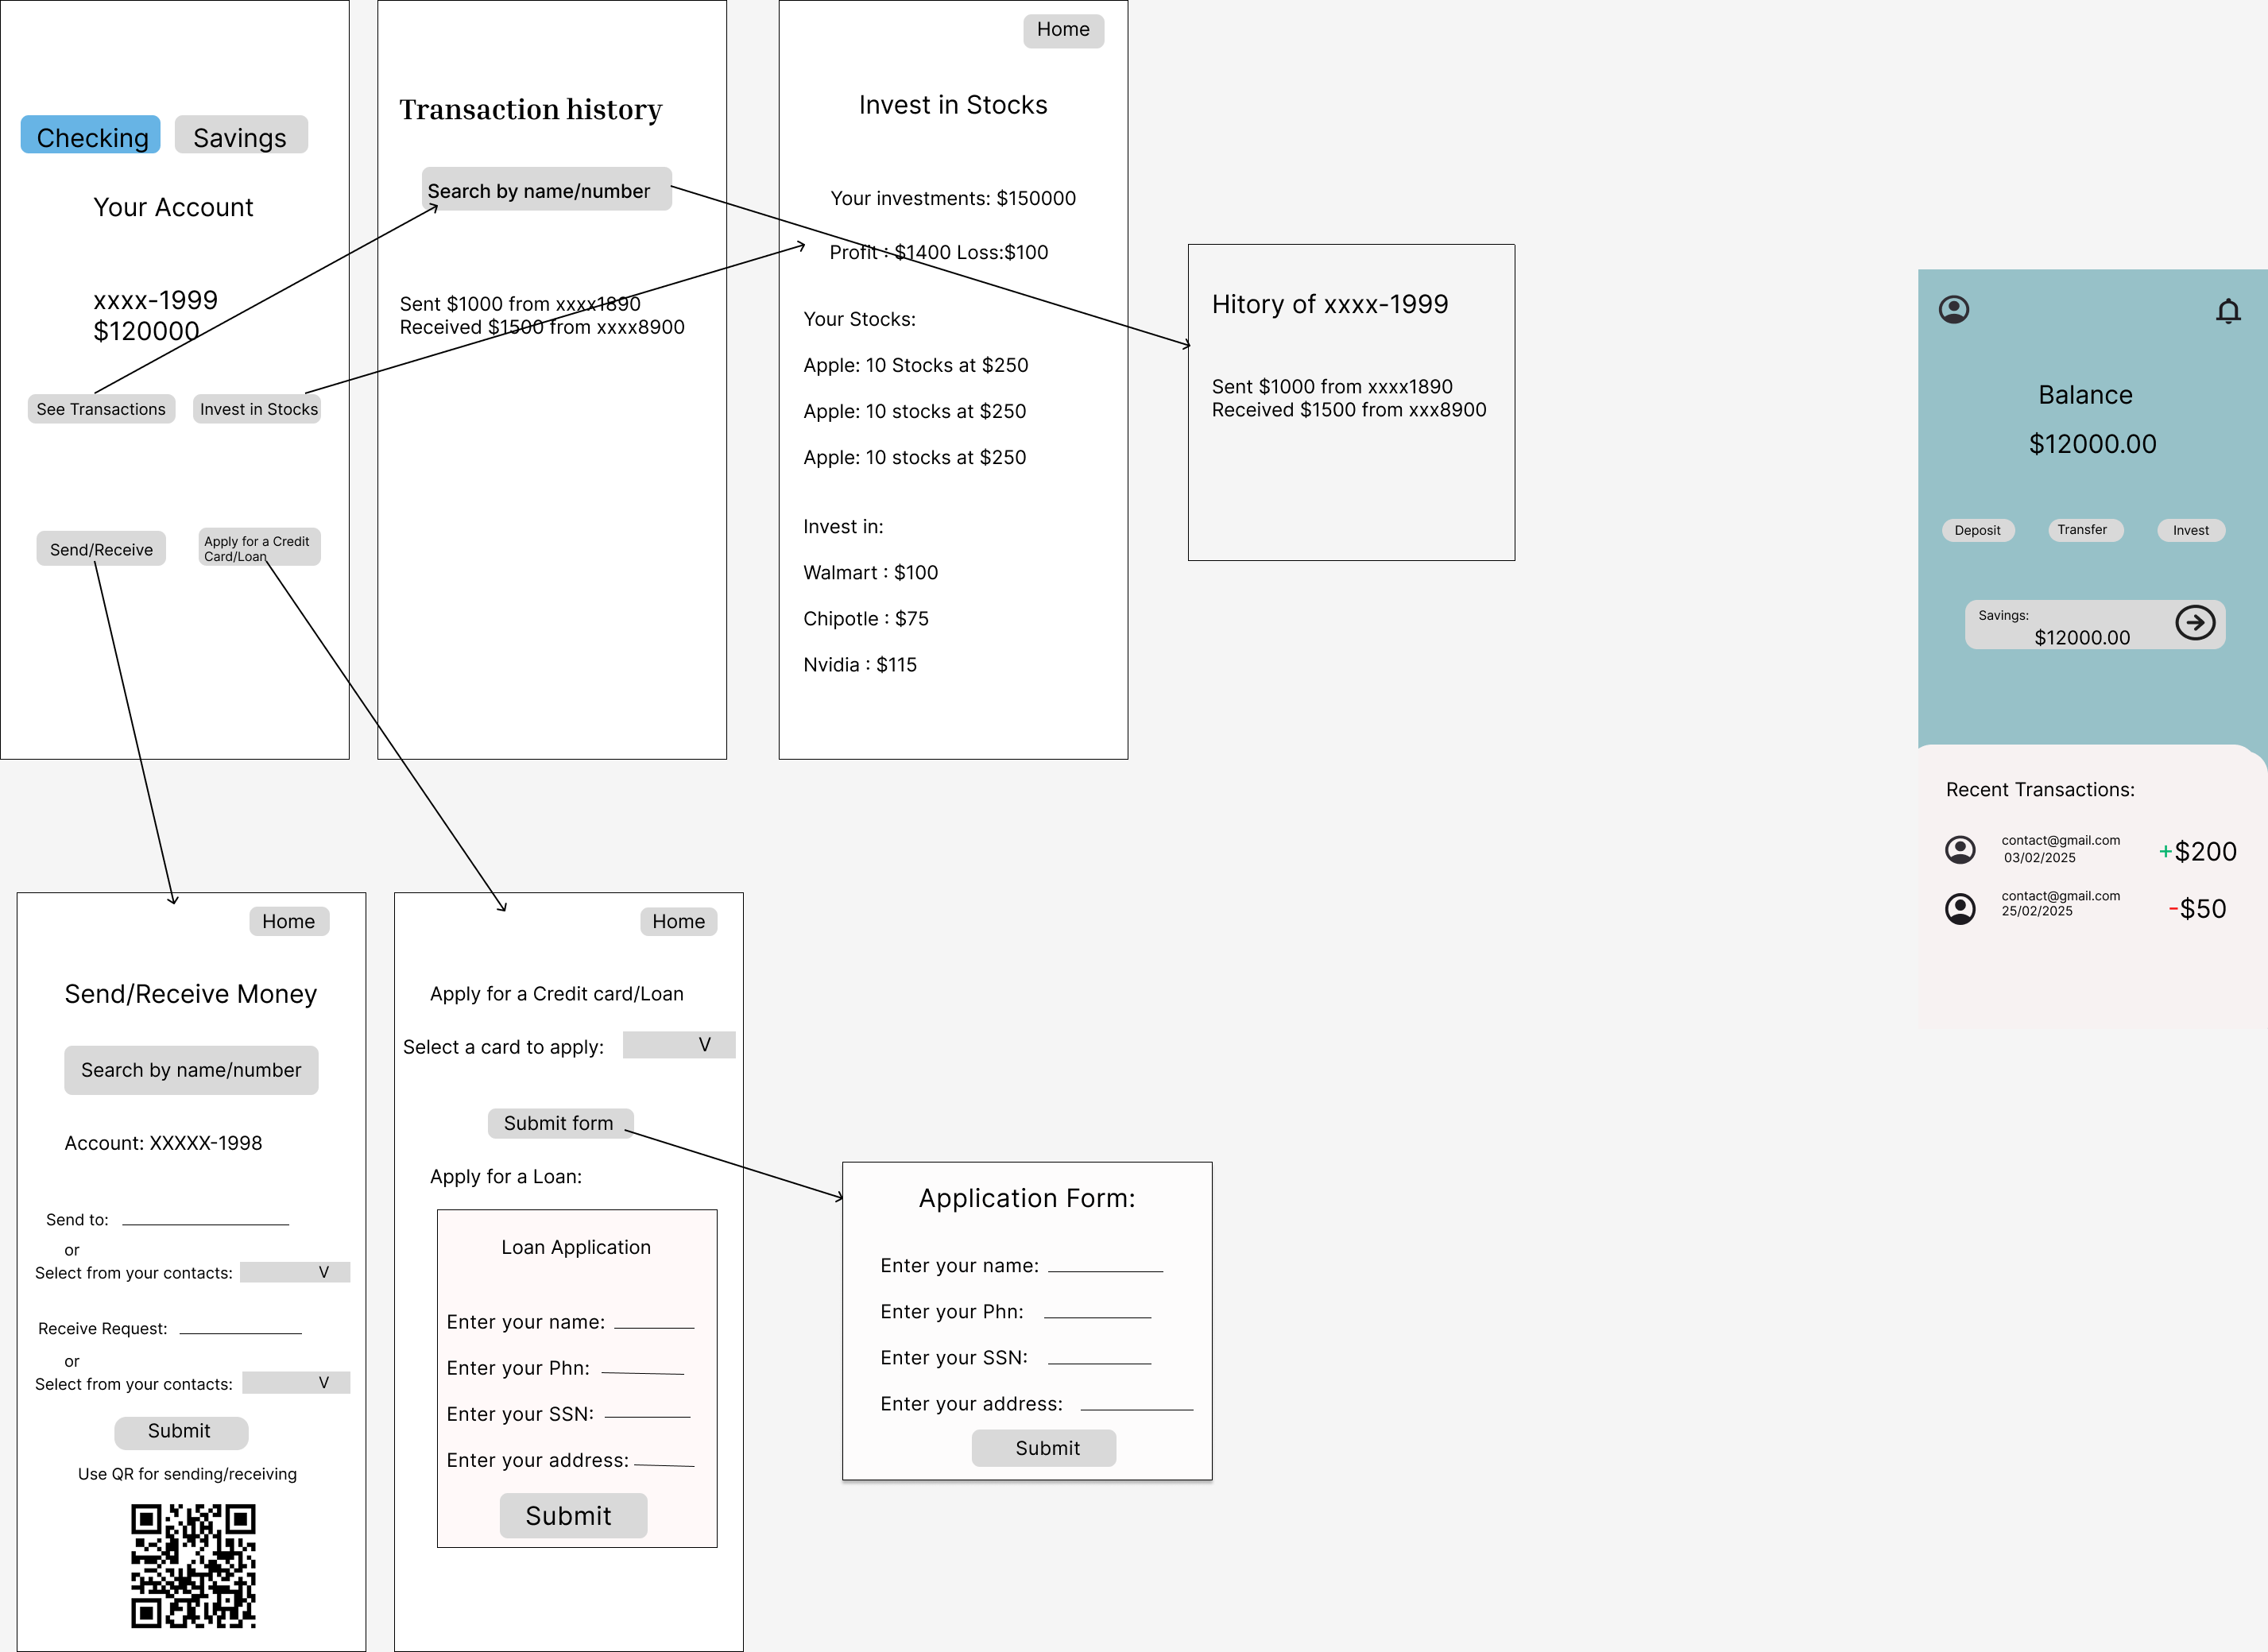 Checking
Savings
Your Account
xxxx-1999
$120000
See Transactions
Invest in Stocks
Send/Receive
Apply for a Credit
Card/Loan
Transaction history
Search by name/number
Sent $1000 from xxxx1890
Received $1500 from xxxx8900
Home
Invest in Stocks
Your investments: $150000
Profit : $1400 Loss:$100
Your Stocks:
Apple: 10 Stocks at $250
Apple: 10 stocks at $250
Apple: 10 stocks at $250
Invest in:
Walmart : $100
Chipotle : $75
Nvidia : $115
Hitory of xxxx-1999
Sent $1000 from xxxx1890
Received $1500 from xxx8900
Balance
$12000.00
Deposit
Transfer
Invest
Savings:
$12000.00
Recent Transactions:
contact@gmail.com
03/02/2025
+$200
contact@gmail.com
25/02/2025
-$50
Home
Send/Receive Money
Search by name/number
Account: XXXXX-1998
Send to:
or
Select from your contacts: V
Receive Request:
or
Select from your contacts: V
Submit
Use QR for sending/receiving
Home
Apply for a Credit card/Loan
Select a card to apply: V
Submit form
Apply for a Loan:
Loan Application
Enter your name:
Enter your Phn:
Enter your SSN:
Enter your address:
Submit
Application Form:
Enter your name:
Enter your Phn:
Enter your SSN:
Enter your address:
Submit